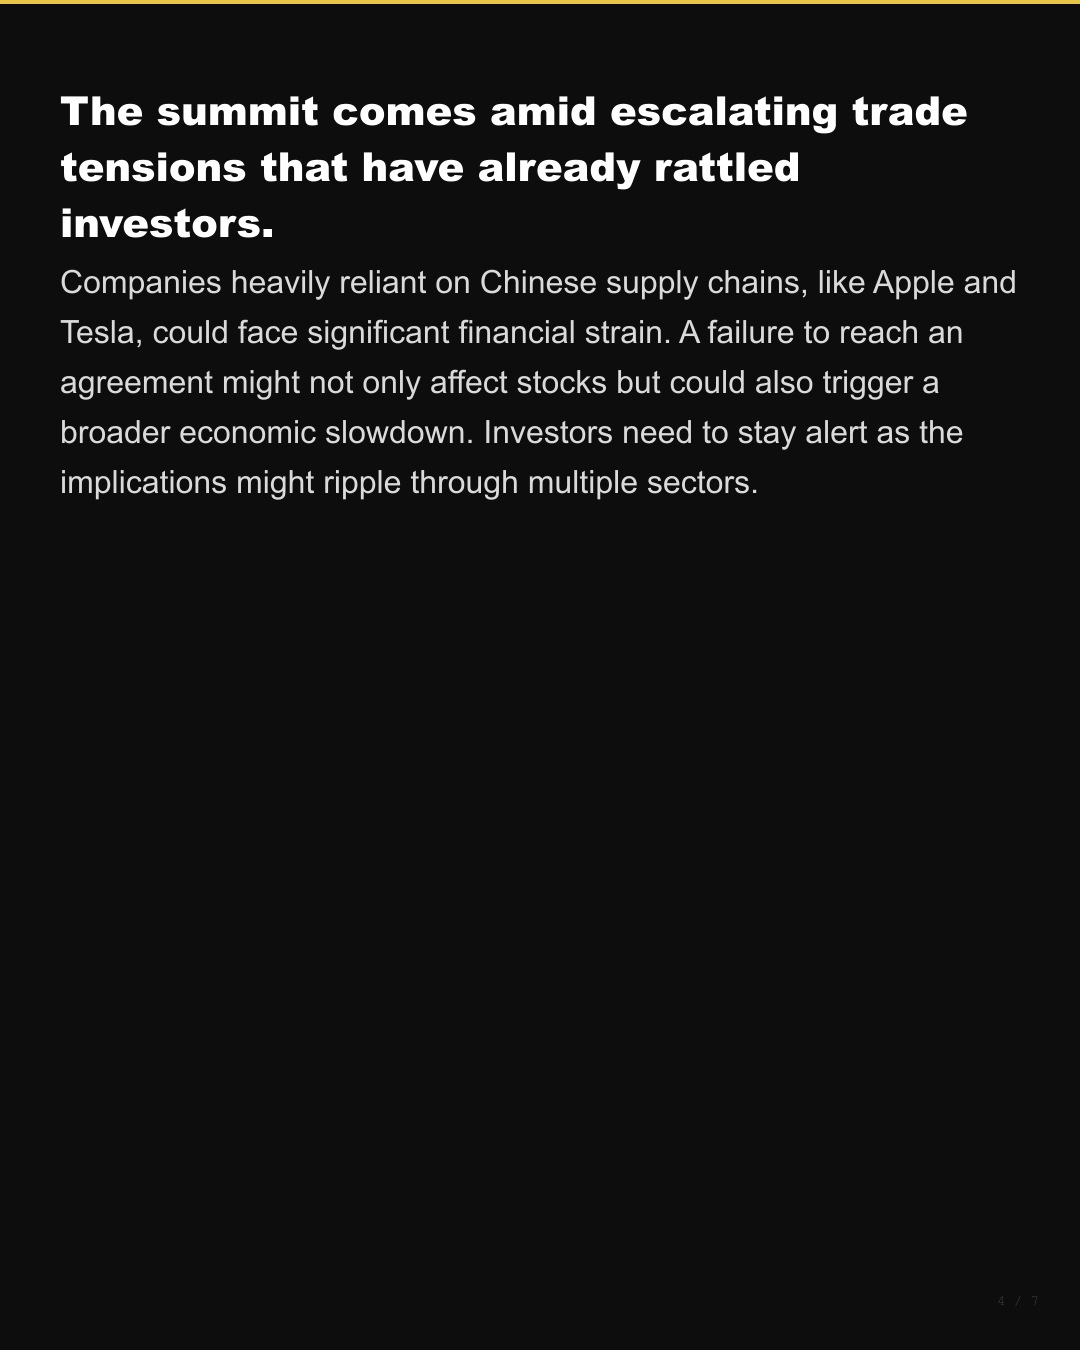 The summit comes amid escalating trade
tensions that have already rattled
investors.
Companies heavily reliant on Chinese supply chains, like Apple and
Tesla, could face significant financial strain. A failure to reach an
agreement might not only affect stocks but could also trigger a
broader economic slowdown. Investors need to stay alert as the
implications might ripple through multiple sectors.
4 / 7